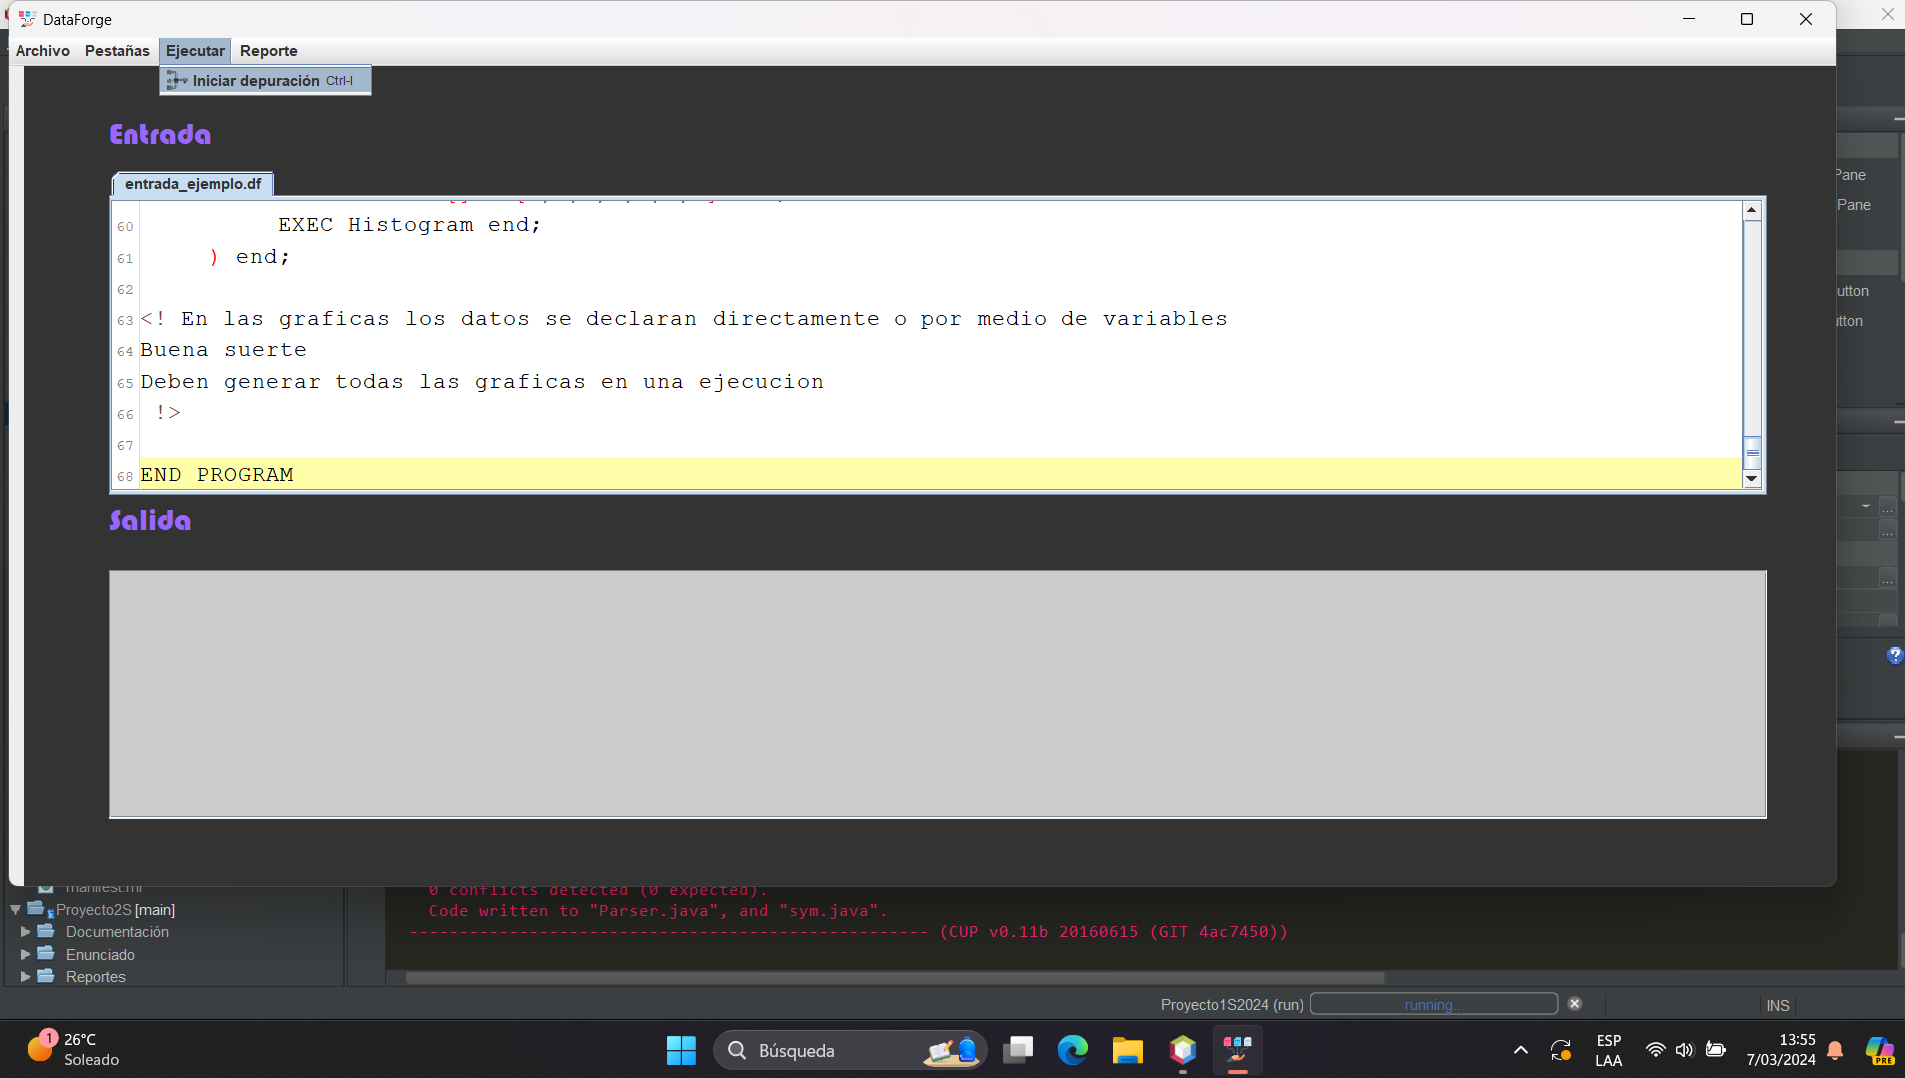 DataForge
Archivo Pestañas Ejecutar Reporte
Iniciar depuración Ctrl-I
Entrada
entrada_ejemplo.df
60 EXEC Histogram end;
61 ) end;
62
63 <! En las graficas los datos se declaran directamente o por medio de variables
64 Buena suerte
65 Deben generar todas las graficas en una ejecucion
66 !>
67
68 END PROGRAM
Salida
Pane
Pane
utton
utton
manifest.mf
Proyecto2S [main]
Documentación
Enunciado
Reportes
0 conflicts detected (0 expected).
Code written to "Parser.java", and "sym.java".
---------------------------------------------------- (CUP v0.11b 20160615 (GIT 4ac7450))
Proyecto1S2024 (run) running...
INS
1
26°C
Soleado
Búsqueda
ESP
LAA
13:55
7/03/2024
PRE